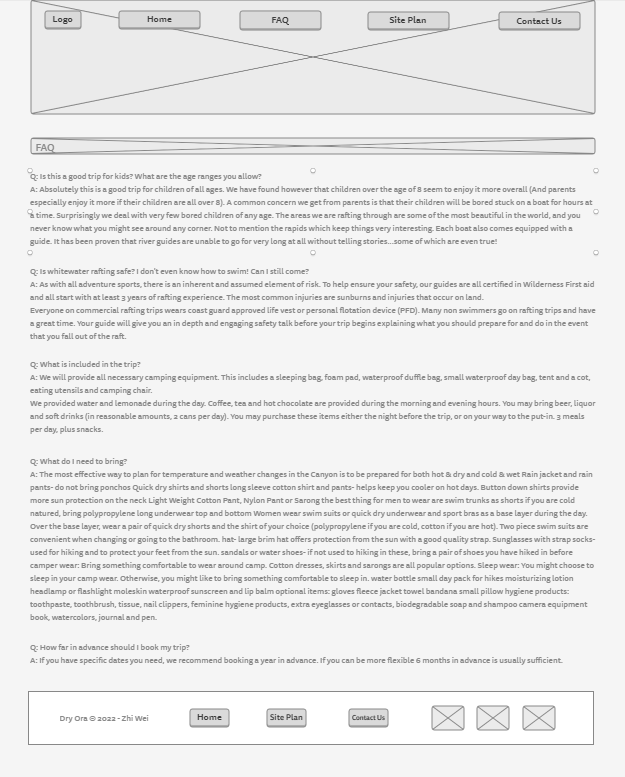 Logo Home FAQ Site Plan Contact Us
FAQ
Q: Is this a good trip for kids? What are the age ranges you allow?
A: Absolutely this is a good trip for children of all ages. We have found however that children over the age of 8 seem to enjoy it more overall (And parents
especially enjoy it more if their children are all over 8). A common concern we get from parents is that their children will be bored stuck on a boat for hours at
a time. Surprisingly we deal with very few bored children of any age. The areas we are rafting through are some of the most beautiful in the world, and you
never know what you might see around any corner. Not to mention the rapids which keep things very interesting. Each boat also comes equipped with a
guide. It has been proven that river guides are unable to go for very long at all without telling stories...some of which are even true!
Q: Is whitewater rafting safe? I don't even know how to swim! Can I still come?
A: As with all adventure sports, there is an inherent and assumed element of risk. To help ensure your safety, our guides are all certified in Wilderness First aid
and all start with at least 3 years of rafting experience. The most common injuries are sunburns and injuries that occur on land.
Everyone on commercial rafting trips wears coast guard approved life vest or personal flotation device (PFD). Many non swimmers go on rafting trips and have
a great time. Your guide will give you an in depth and engaging safety talk before your trip begins explaining what you should prepare for and do in the event
that you fall out of the raft.
Q: What is included in the trip?
A: We will provide all necessary camping equipment. This includes a sleeping bag, foam pad, waterproof duffle bag, small waterproof day bag, tent and a cot,
eating utensils and camping chair.
We provided water and lemonade during the day. Coffee, tea and hot chocolate are provided during the morning and evening hours. You may bring beer, liquor
and soft drinks (in reasonable amounts, 2 cans per day). You may purchase these items either the night before the trip, or on your way to the put-in. 3 meals
per day, plus snacks.
Q: What do I need to bring?
A: The most effective way to plan for temperature and weather changes in the Canyon is to be prepared for both hot & dry and cold & wet Rain jacket and rain
pants- do not bring ponchos Quick dry shirts and shorts long sleeve cotton shirt and pants- helps keep you cooler on hot days. Button down shirts provide
more sun protection on the neck Light Weight Cotton Pant, Nylon Pant or Sarong the best thing for men to wear are swim trunks as shorts if you are cold
natured, bring polypropylene long underwear top and bottom Women wear swim suits or quick dry underwear and sport bras as a base layer during the day.
Over the base layer, wear a pair of quick dry shorts and the shirt of your choice (polypropylene if you are cold, cotton if you are hot). Two piece swim suits are
convenient when changing or going to the bathroom. hat- large brim hat offers protection from the sun with a good quality strap. Sunglasses with strap socks-
used for hiking and to protect your feet from the sun. sandals or water shoes- if not used to hiking in these, bring a pair of shoes you have hiked in before
camper wear: Bring something comfortable to wear around camp. Cotton dresses, skirts and sarongs are all popular options. Sleep wear: You might choose to
sleep in your camp wear. Otherwise, you might like to bring something comfortable to sleep in. water bottle small day pack for hikes moisturizing lotion
headlamp or flashlight moleskin waterproof sunscreen and lip balm optional items: gloves fleece jacket towel bandana small pillow hygiene products:
toothpaste, toothbrush, tissue, nail clippers, feminine hygiene products, extra eyeglasses or contacts, biodegradable soap and shampoo camera equipment
book, watercolors, journal and pen.
Q: How far in advance should I book my trip?
A: If you have specific dates you need, we recommend booking a year in advance. If you can be more flexible 6 months in advance is usually sufficient.
Dry Ora © 2022 - Zhi Wei Home Site Plan Contact Us